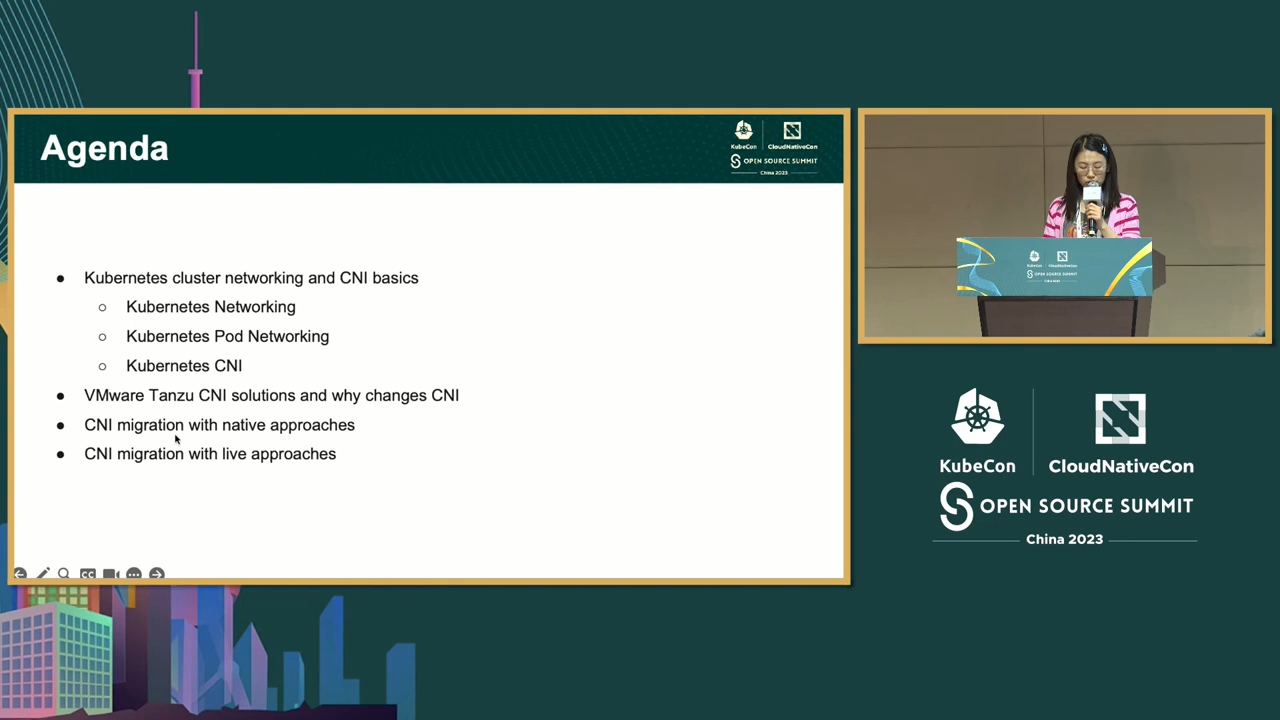 Agenda
KubeCon
CloudNativeCon
OPEN SOURCE SUMMIT
China 2023
Kubernetes cluster networking and CNI basics
Kubernetes Networking
Kubernetes Pod Networking
Kubernetes CNI
VMware Tanzu CNI solutions and why changes CNI
CNI migration with native approaches
CNI migration with live approaches
CC
KubeCon
CloudNativeCon
OPEN SOURCE SUMMIT
China 2023